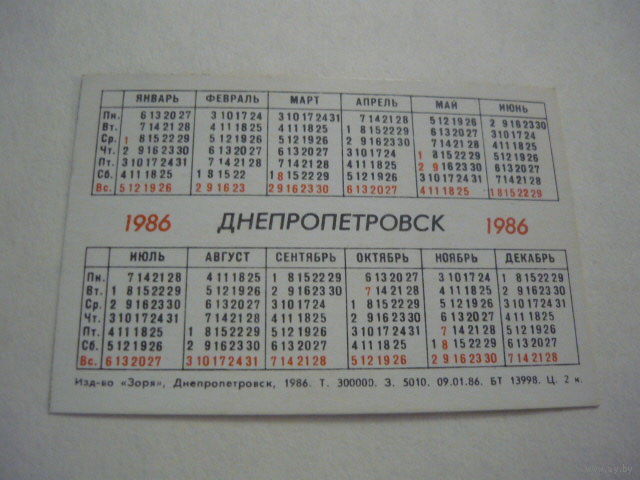 ЯНВАРЬ ФЕВРАЛЬ МАРТ АПРЕЛЬ МАЙ ИЮНЬ
Пн. 6 13 20 27 3 10 17 24 3 10 17 24 31 7 14 21 28 5 12 19 26 2 9 16 23 30
Вт. 7 14 21 28 4 11 18 25 4 11 18 25 1 8 15 22 29 6 13 20 27 3 10 17 24
Ср. 1 8 15 22 29 5 12 19 26 5 12 19 26 2 9 16 23 30 7 14 21 28 4 11 18 25
Чт. 2 9 16 23 30 6 13 20 27 6 13 20 27 3 10 17 24 1 8 15 22 29 5 12 19 26
Пт. 3 10 17 24 31 7 14 21 28 7 14 21 28 4 11 18 25 2 9 16 23 30 6 13 20 27
Сб. 4 11 18 25 1 8 15 22 1 8 15 22 29 5 12 19 26 3 10 17 24 31 7 14 21 28
Вс. 5 12 19 26 2 9 16 23 2 9 16 23 30 6 13 20 27 4 11 18 25 1 8 15 22 29
1986 ДНЕПРОПЕТРОВСК 1986
ИЮЛЬ АВГУСТ СЕНТЯБРЬ ОКТЯБРЬ НОЯБРЬ ДЕКАБРЬ
Пн. 7 14 21 28 4 11 18 25 1 8 15 22 29 6 13 20 27 3 10 17 24 1 8 15 22 29
Вт. 1 8 15 22 29 5 12 19 26 2 9 16 23 30 7 14 21 28 4 11 18 25 2 9 16 23 30
Ср. 2 9 16 23 30 6 13 20 27 3 10 17 24 1 8 15 22 29 5 12 19 26 3 10 17 24 31
Чт. 3 10 17 24 31 7 14 21 28 4 11 18 25 2 9 16 23 30 6 13 20 27 4 11 18 25
Пт. 4 11 18 25 1 8 15 22 29 5 12 19 26 3 10 17 24 31 7 14 21 28 5 12 19 26
Сб. 5 12 19 26 2 9 16 23 30 6 13 20 27 4 11 18 25 1 8 15 22 29 6 13 20 27
Вс. 6 13 20 27 3 10 17 24 31 7 14 21 28 5 12 19 26 2 9 16 23 30 7 14 21 28
Изд-во «Зоря», Днепропетровск, 1986. Т. 300000. З. 5010. 09.01.86. БТ 13998. Ц. 2 к.
www.ay.by